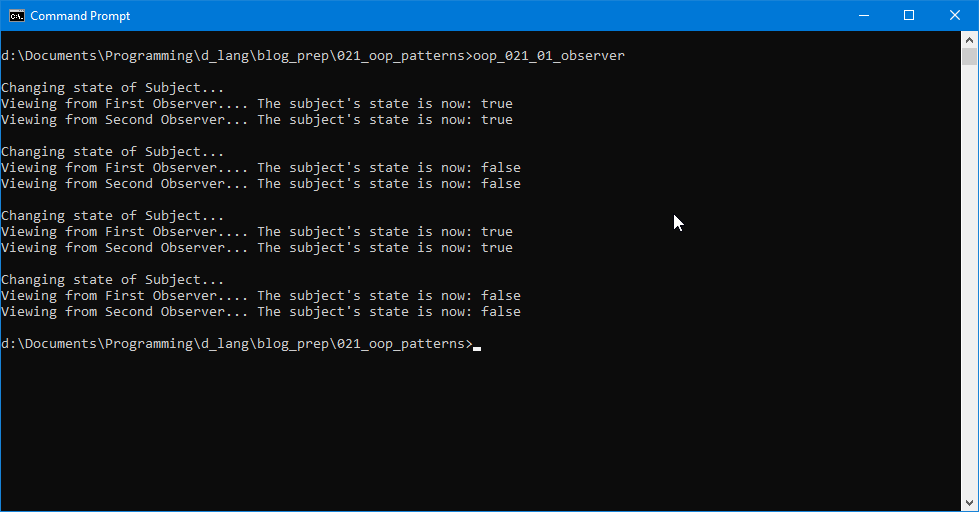 Command Prompt
d:\Documents\Programming\d_lang\blog_prep\021_oop_patterns>oop_021_01_observer
Changing state of Subject...
Viewing from First Observer.... The subject's state is now: true
Viewing from Second Observer... The subject's state is now: true
Changing state of Subject...
Viewing from First Observer.... The subject's state is now: false
Viewing from Second Observer... The subject's state is now: false
Changing state of Subject...
Viewing from First Observer.... The subject's state is now: true
Viewing from Second Observer... The subject's state is now: true
Changing state of Subject...
Viewing from First Observer.... The subject's state is now: false
Viewing from Second Observer... The subject's state is now: false
d:\Documents\Programming\d_lang\blog_prep\021_oop_patterns>